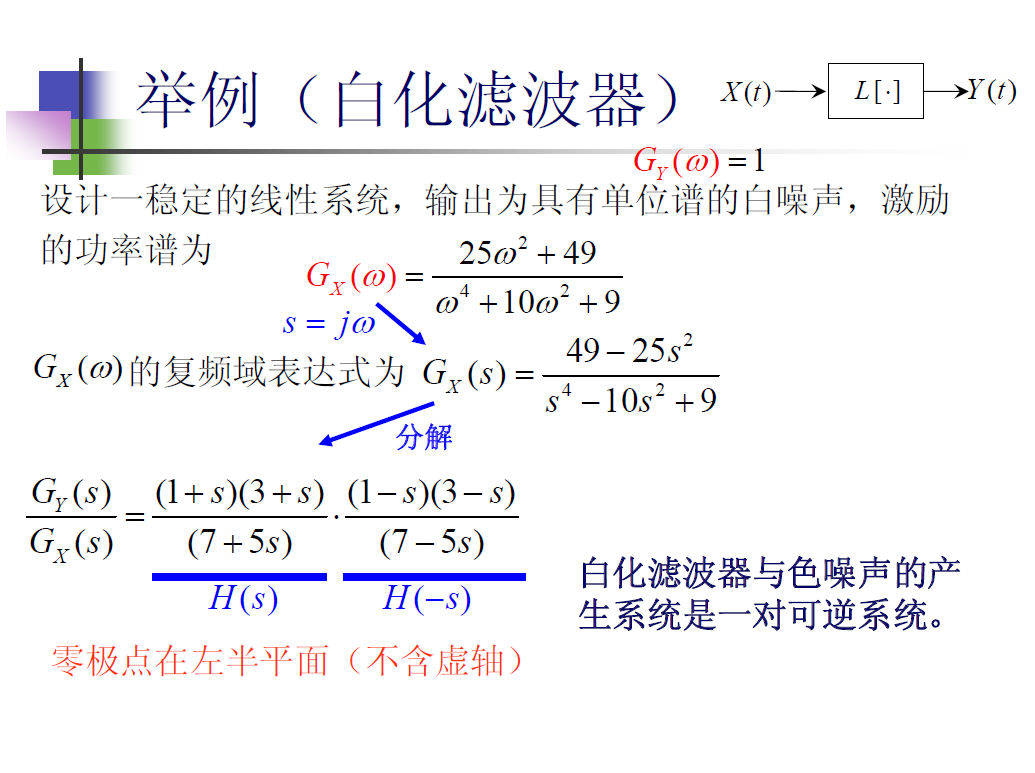 举例（白化滤波器）
X(t) L[·] Y(t)
G_Y(ω) = 1
设计一稳定的线性系统，输出为具有单位谱的白噪声，激励
的功率谱为
G_X(ω) = (25ω² + 49)/(ω⁴ + 10ω² + 9)
s = jω
G_X(ω)的复频域表达式为 G_X(s) = (49 − 25s²)/(s⁴ − 10s² + 9)
分解
G_Y(s)/G_X(s) = (1+s)(3+s)/(7+5s) · (1−s)(3−s)/(7−5s)
H(s) H(−s)
白化滤波器与色噪声的产
生系统是一对可逆系统。
零极点在左半平面（不含虚轴）